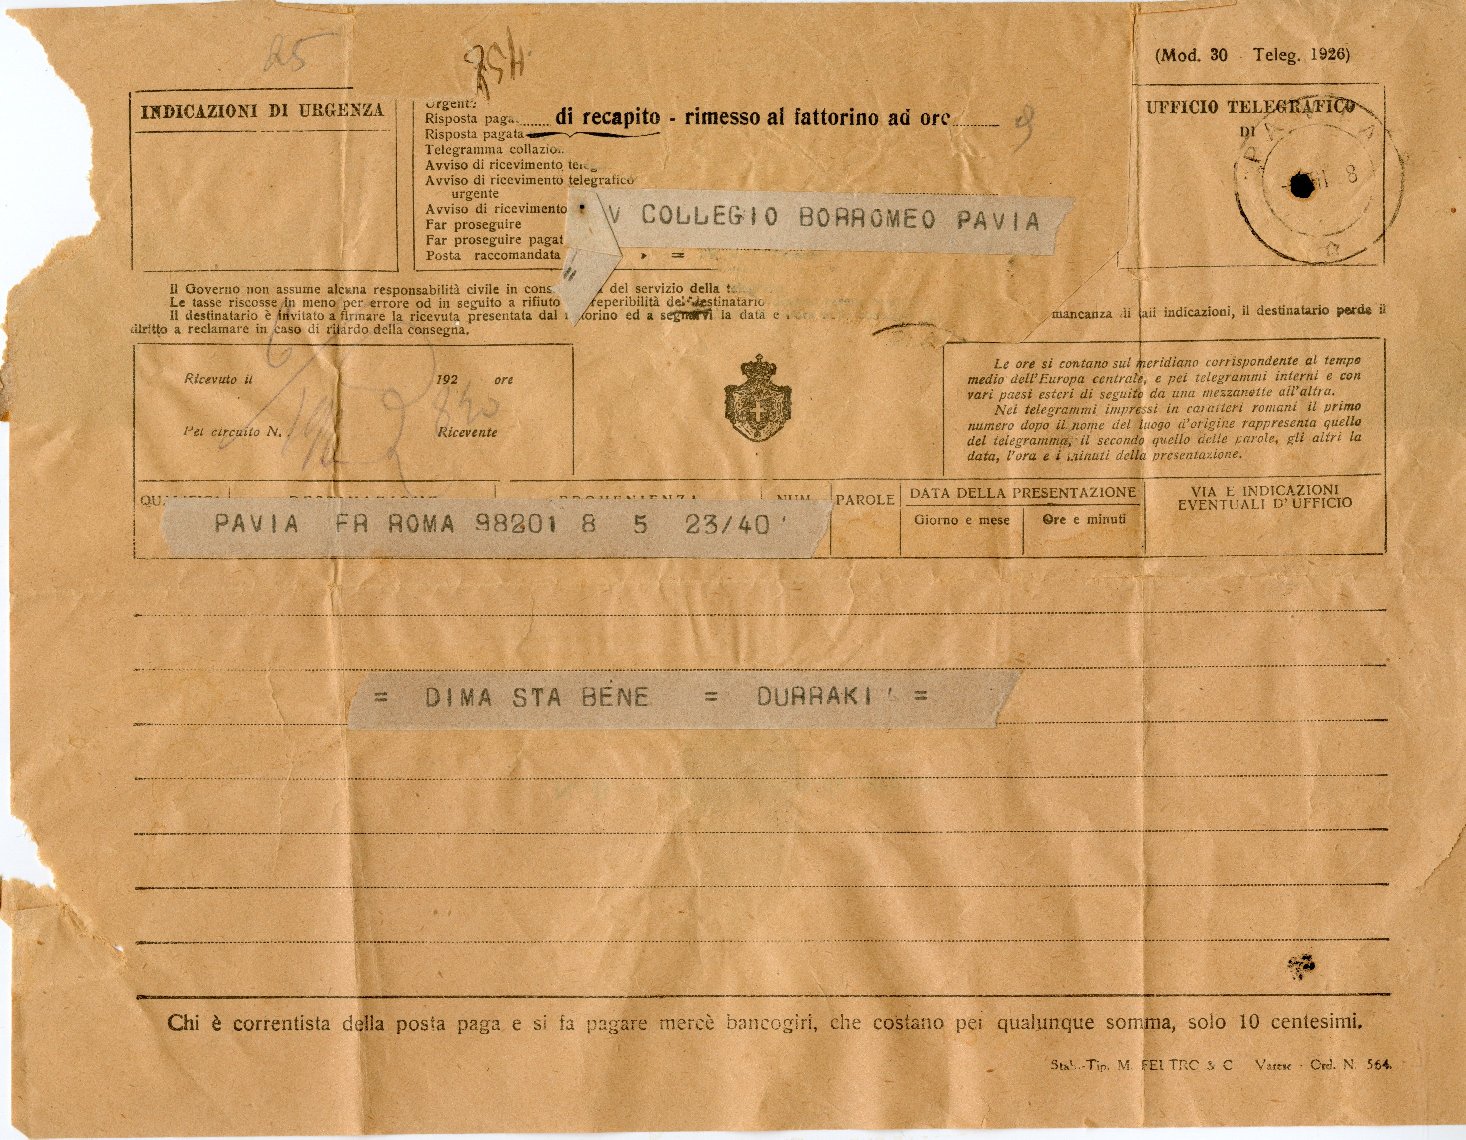 25
(Mod. 30 Teleg. 1926)
INDICAZIONI DI URGENZA
Urgente
Risposta paga
di recapito - rimesso al fattorino ad ore
9
Risposta pagata
Telegramma collazio
Avviso di ricevimento
Avviso di ricevimento telegrafico
urgente
Avviso di ricevimento
Far proseguire
Far proseguire pagat
Posta raccomandata
UFFICIO TELEGRAFICO
DI
PAVIA
8
V COLLEGIO BORROMEO PAVIA
=
Il Governo non assume alcuna responsabilità civile in cons del servizio della
Le tasse riscosse in meno per errore od in seguito a rifiuto reperibilità del destinatario
Il destinatario è invitato a firmare la ricevuta presentata dal ed a segnarvi la data e mancanza di tali indicazioni, il destinatario perde il
diritto a reclamare in caso di ritardo della consegna.
Ricevuto il 192 ore
Pel circuito N. Ricevente
Le ore si contano sul meridiano corrispondente al tempo
medio dell'Europa centrale, e pei telegrammi interni e con
vari paesi esteri di seguito da una mezzanotte all'altra.
Nei telegrammi impressi in caratteri romani il primo
numero dopo il nome del luogo d'origine rappresenta quello
del telegramma, il secondo quello delle parole, gli altri la
data, l'ora e i minuti della presentazione.
PAROLE
DATA DELLA PRESENTAZIONE
Giorno e mese Ore e minuti
VIA E INDICAZIONI
EVENTUALI D'UFFICIO
PAVIA FR ROMA 98201 8 5 23/40
= DIMA STA BENE = DURRAKI =
Chi è correntista della posta paga e si fa pagare mercè bancogiri, che costano per qualunque somma, solo 10 centesimi.
Stab.-Tip. M. FELTRO & C Varese - Ord. N. 564.